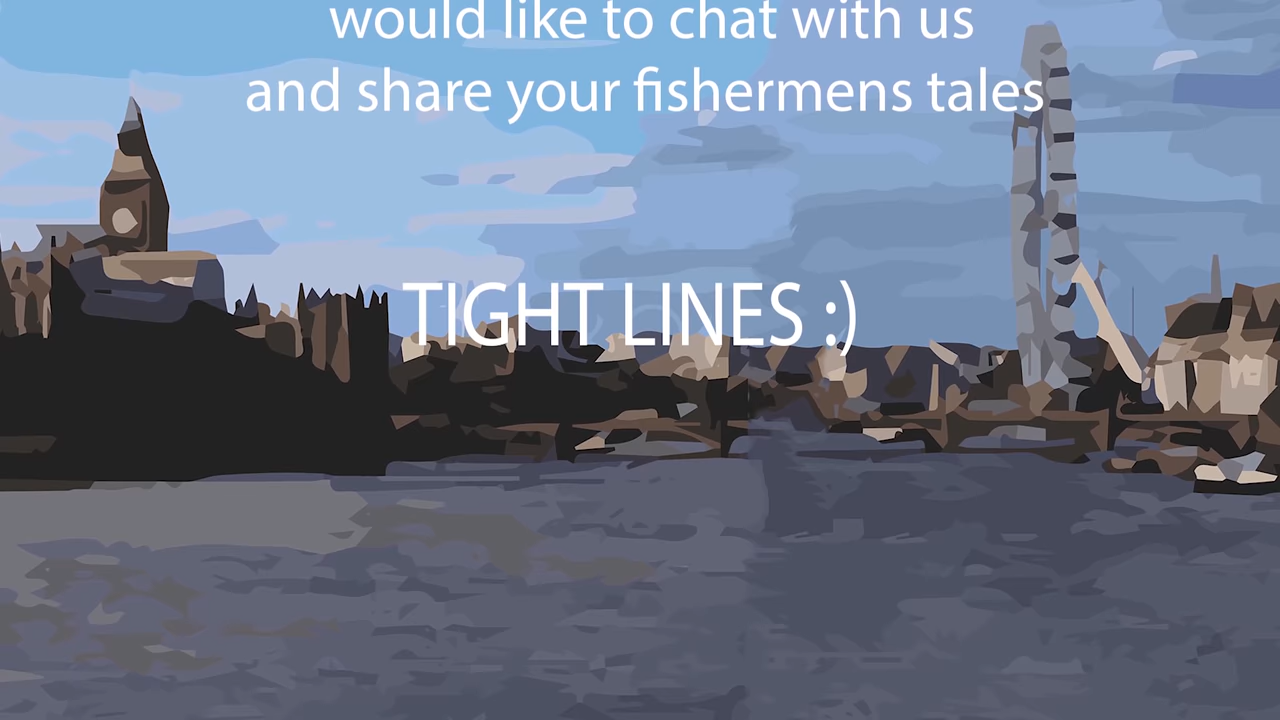 would like to chat with us
and share your fishermens tales
TIGHT LINES :)